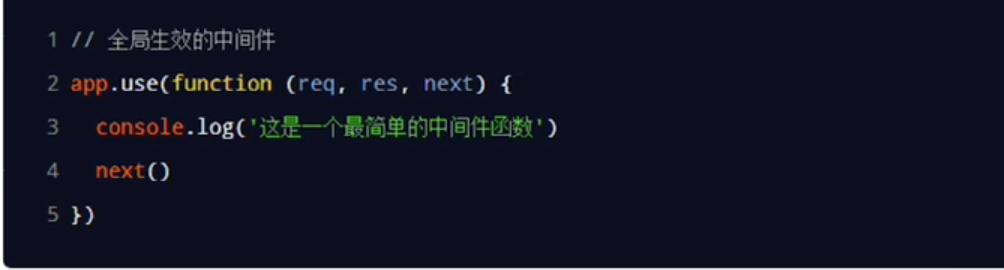 1 // 全局生效的中间件
2 app.use(function (req, res, next) {
3   console.log('这是一个最简单的中间件函数')
4   next()
5 })